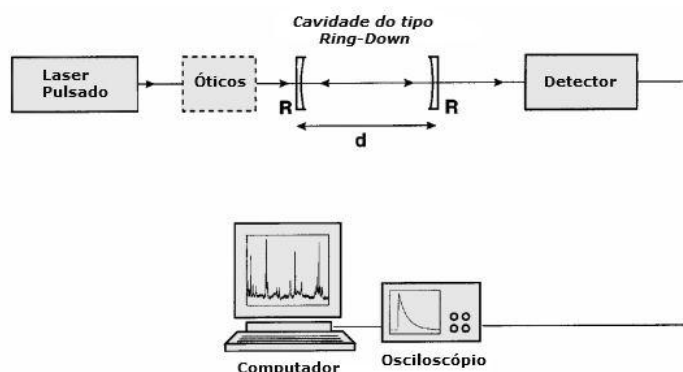 Cavidade do tipo
Ring-Down
Laser
Pulsado
Óticos
R
R
Detector
d
Computador
Osciloscópio